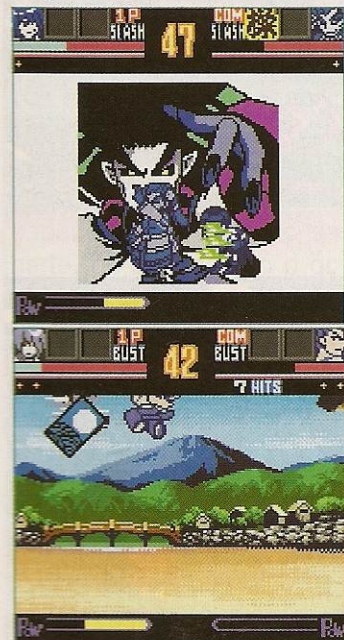 1P 47 COM
SLASH SLASH
POW
1P 42 COM
BUST BUST
7 HITS
POW POW